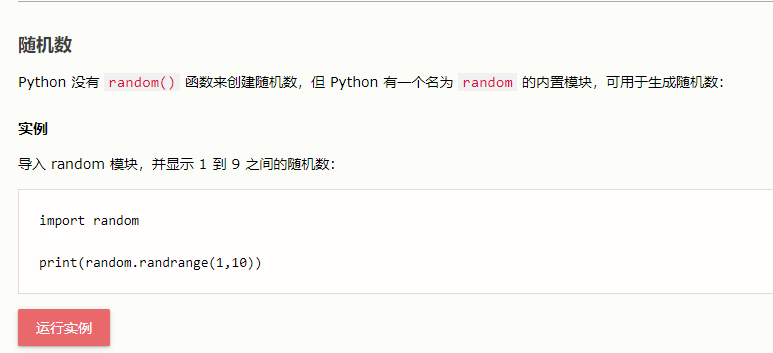 随机数
Python 没有 random() 函数来创建随机数，但 Python 有一个名为 random 的内置模块，可用于生成随机数：
实例
导入 random 模块，并显示 1 到 9 之间的随机数：
import random
print(random.randrange(1,10))
运行实例